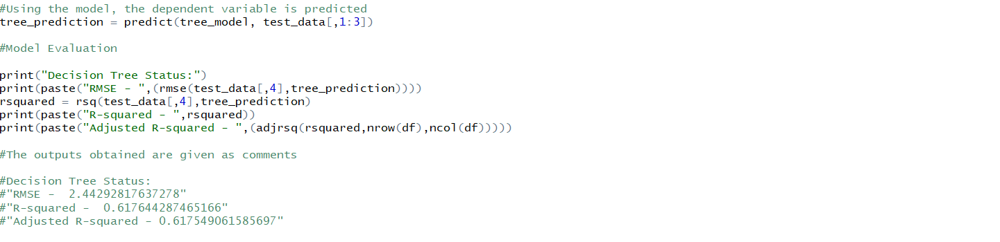 #Using the model, the dependent variable is predicted
tree_prediction = predict(tree_model, test_data[,1:3])
#Model Evaluation
print("Decision Tree Status:")
print(paste("RMSE - ",(rmse(test_data[,4],tree_prediction))))
rsquared = rsq(test_data[,4],tree_prediction)
print(paste("R-squared - ",rsquared))
print(paste("Adjusted R-squared - ",(adjrsq(rsquared,nrow(df),ncol(df)))))
#The outputs obtained are given as comments
#Decision Tree Status:
#"RMSE -  2.44292817637278"
#"R-squared -  0.617644287465166"
#"Adjusted R-squared - 0.617549061585697"